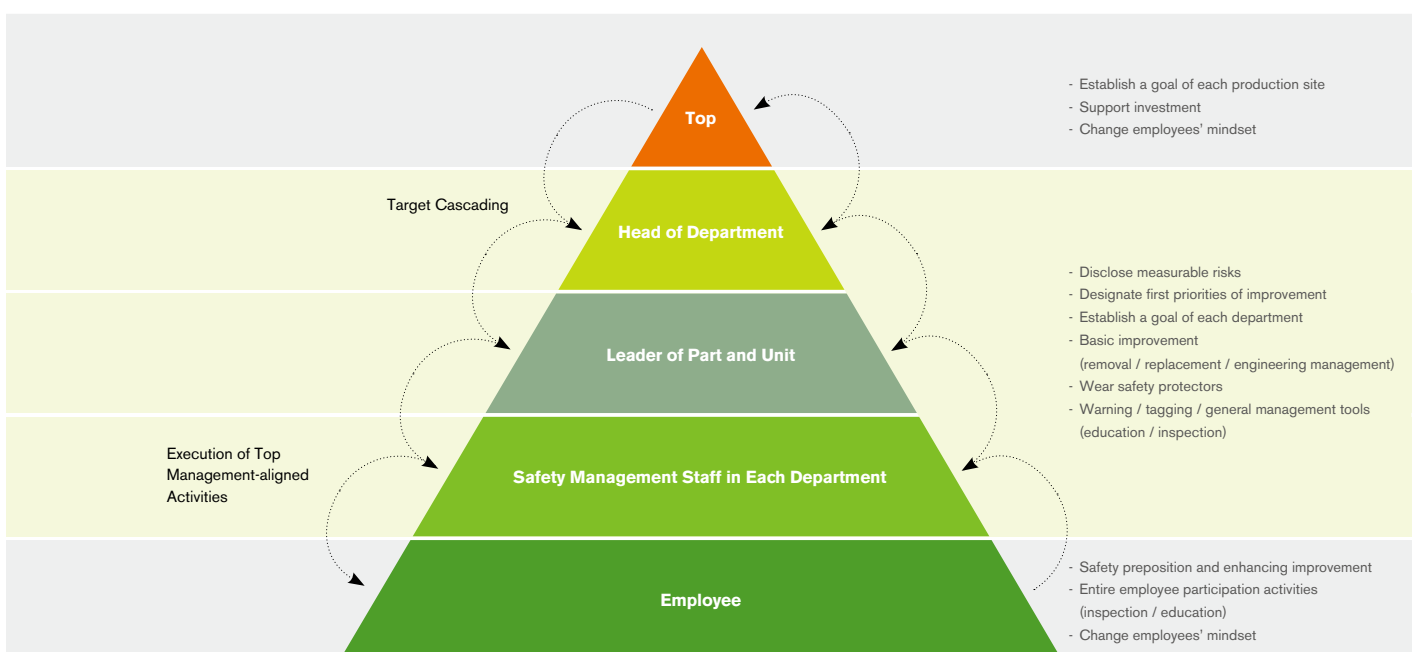 Top
- Establish a goal of each production site
- Support investment
- Change employees' mindset
Target Cascading
Head of Department
Leader of Part and Unit
- Disclose measurable risks
- Designate first priorities of improvement
- Establish a goal of each department
- Basic improvement
(removal / replacement / engineering management)
- Wear safety protectors
- Warning / tagging / general management tools
(education / inspection)
Execution of Top
Management-aligned
Activities
Safety Management Staff in Each Department
Employee
- Safety preposition and enhancing improvement
- Entire employee participation activities
(inspection / education)
- Change employees' mindset